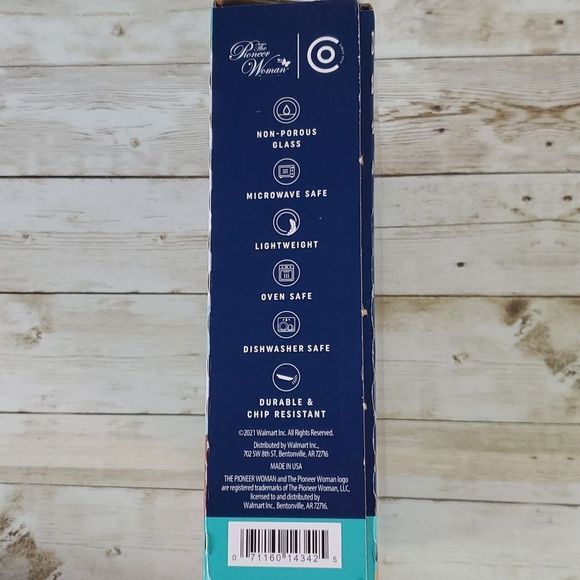 The
Pioneer
Woman
NON-POROUS
GLASS
MICROWAVE SAFE
LIGHTWEIGHT
OVEN SAFE
DISHWASHER SAFE
DURABLE &
CHIP RESISTANT
©2021 Walmart Inc. All Rights Reserved.
Distributed by Walmart Inc.,
702 SW 8th ST, Bentonville, AR 72716
MADE IN USA
THE PIONEER WOMAN and The Pioneer Woman logo
are registered trademarks of The Pioneer Woman, LLC,
licensed to and distributed by
Walmart Inc., Bentonville, AR 72716.
0 71160 14342 5